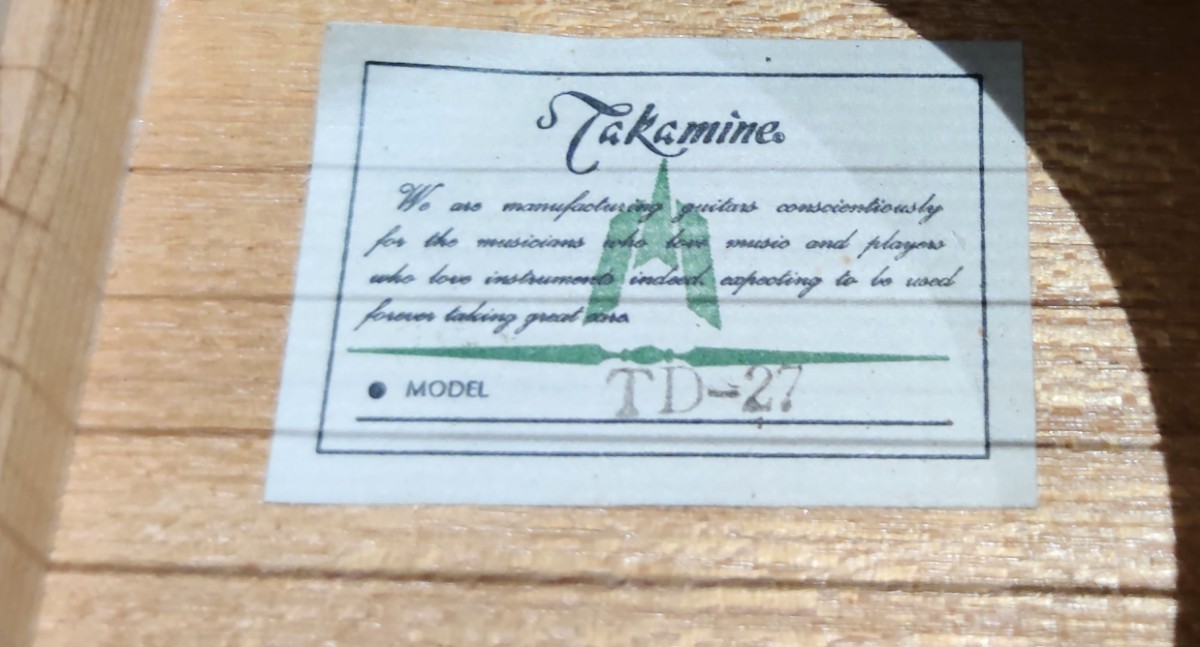 Takamine®
We are manufacturing guitars conscientiously
for the musicians who love music and players
who love instruments indeed expecting to be used
forever taking great care.
● MODEL TD-27